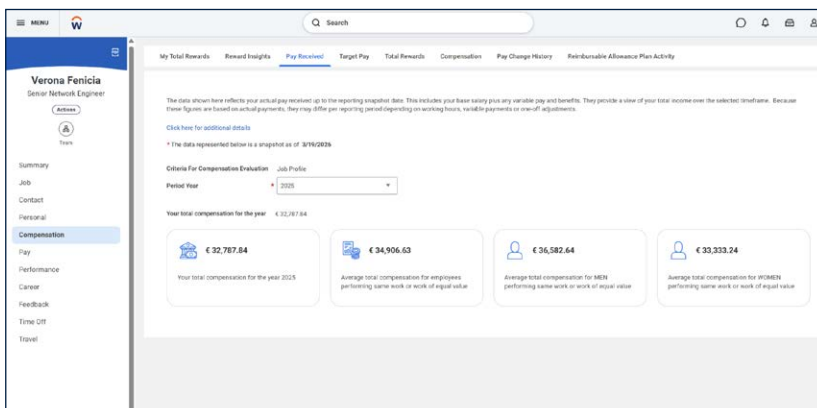 MENU
Search
Verona Fenicia
Senior Network Engineer
Actions
Team
Summary
Job
Contact
Personal
Compensation
Pay
Performance
Career
Feedback
Time Off
Travel
My Total Rewards Reward Insights Pay Received Target Pay Total Rewards Compensation Pay Change History Reimbursable Allowance Plan Activity
The data shown here reflects your actual pay received up to the reporting snapshot date. This includes your base salary plus any variable pay and benefits. They provide a view of your total income over the selected timeframe. Because
these figures are based on actual payments, they may differ per reporting period depending on working hours, variable payments or one-off adjustments.
Click here for additional details
* The data represented below is a snapshot as of 3/19/2026
Criteria For Compensation Evaluation Job Profile
Period Year * 2025
Your total compensation for the year € 32,787.84
€ 32,787.84
Your total compensation for the year 2025
€ 34,906.63
Average total compensation for employees
performing same work or work of equal value
€ 36,582.64
Average total compensation for MEN
performing same work or work of equal value
€ 33,333.24
Average total compensation for WOMEN
performing same work or work of equal value